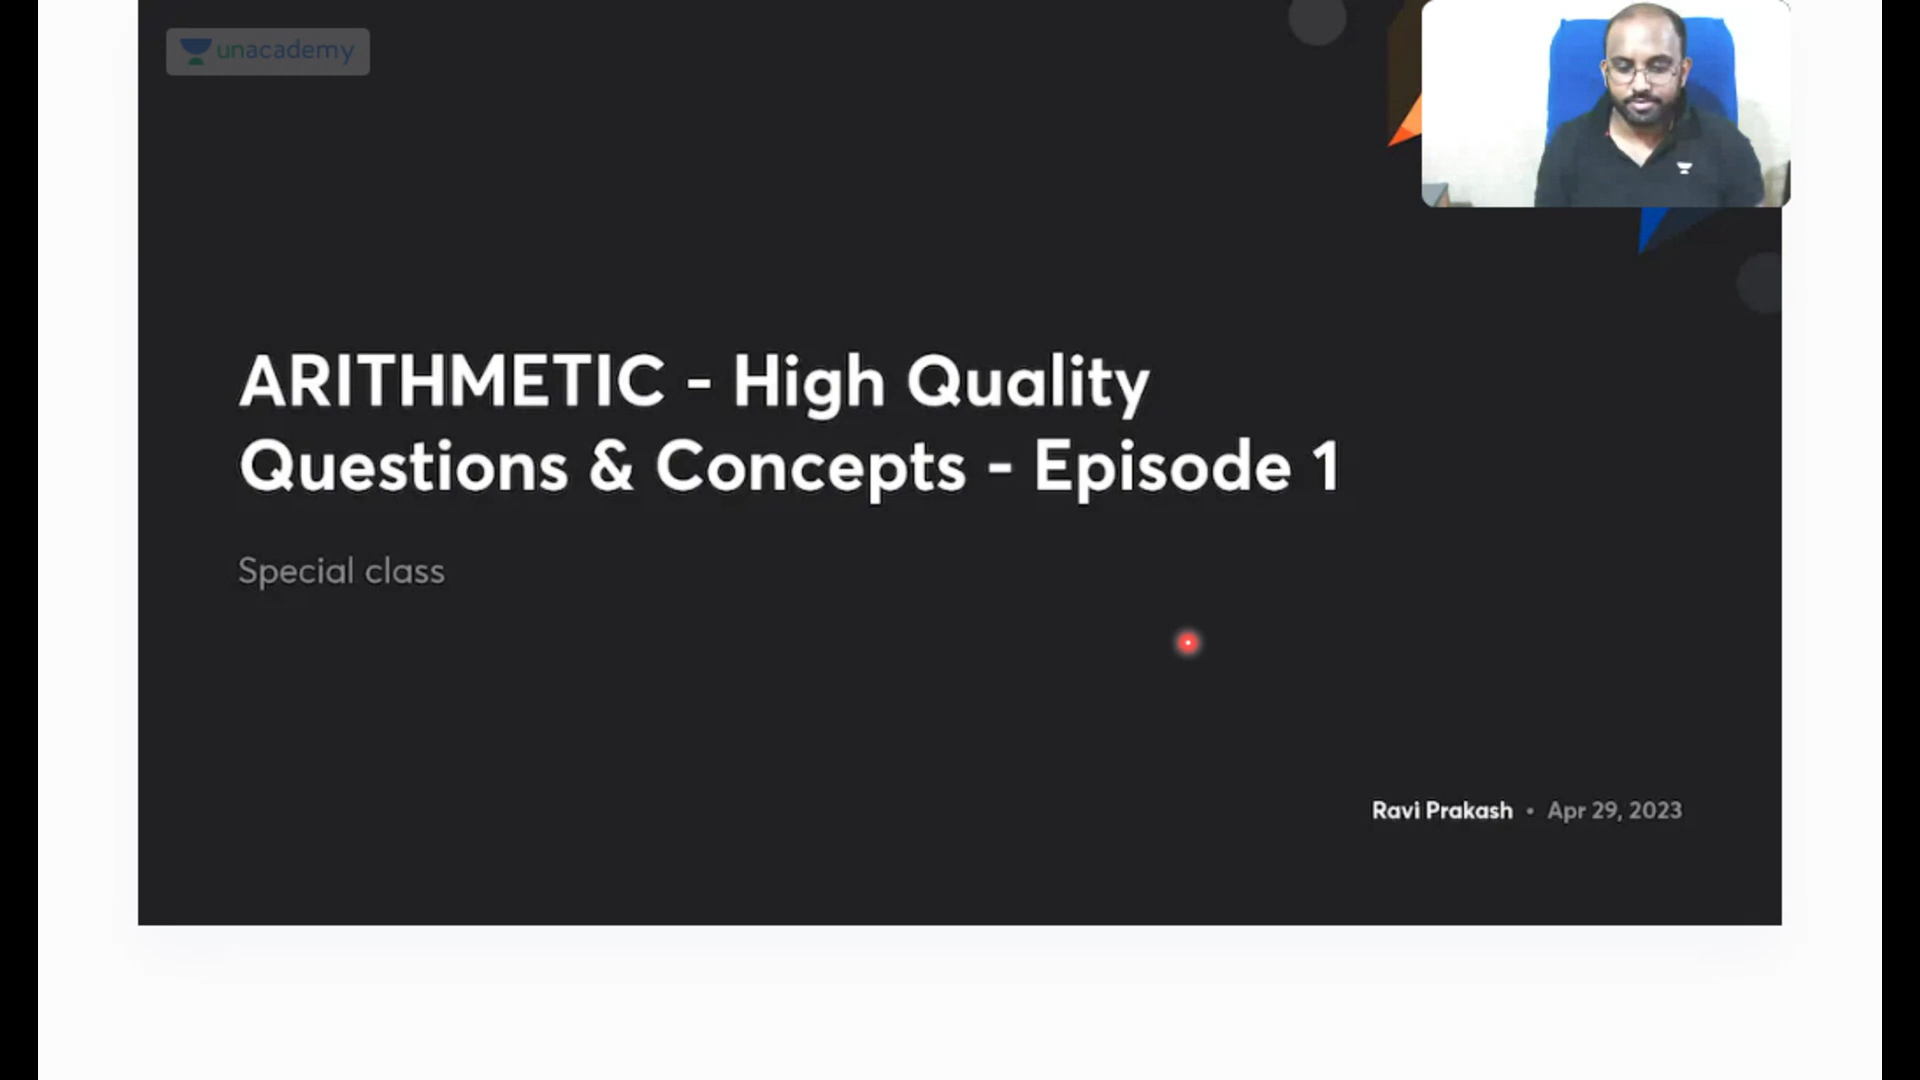 unacademy
ARITHMETIC - High Quality
Questions & Concepts - Episode 1
Special class
Ravi Prakash • Apr 29, 2023